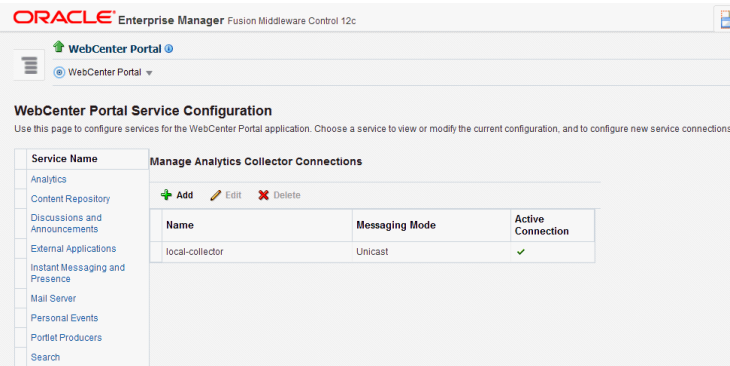 ORACLE Enterprise Manager Fusion Middleware Control 12c
WebCenter Portal
WebCenter Portal
WebCenter Portal Service Configuration
Use this page to configure services for the WebCenter Portal application. Choose a service to view or modify the current configuration, and to configure new service connections
Service Name
Analytics
Content Repository
Discussions and
Announcements
External Applications
Instant Messaging and
Presence
Mail Server
Personal Events
Portlet Producers
Search
Manage Analytics Collector Connections
Add Edit Delete
Name Messaging Mode Active
Connection
local-collector Unicast